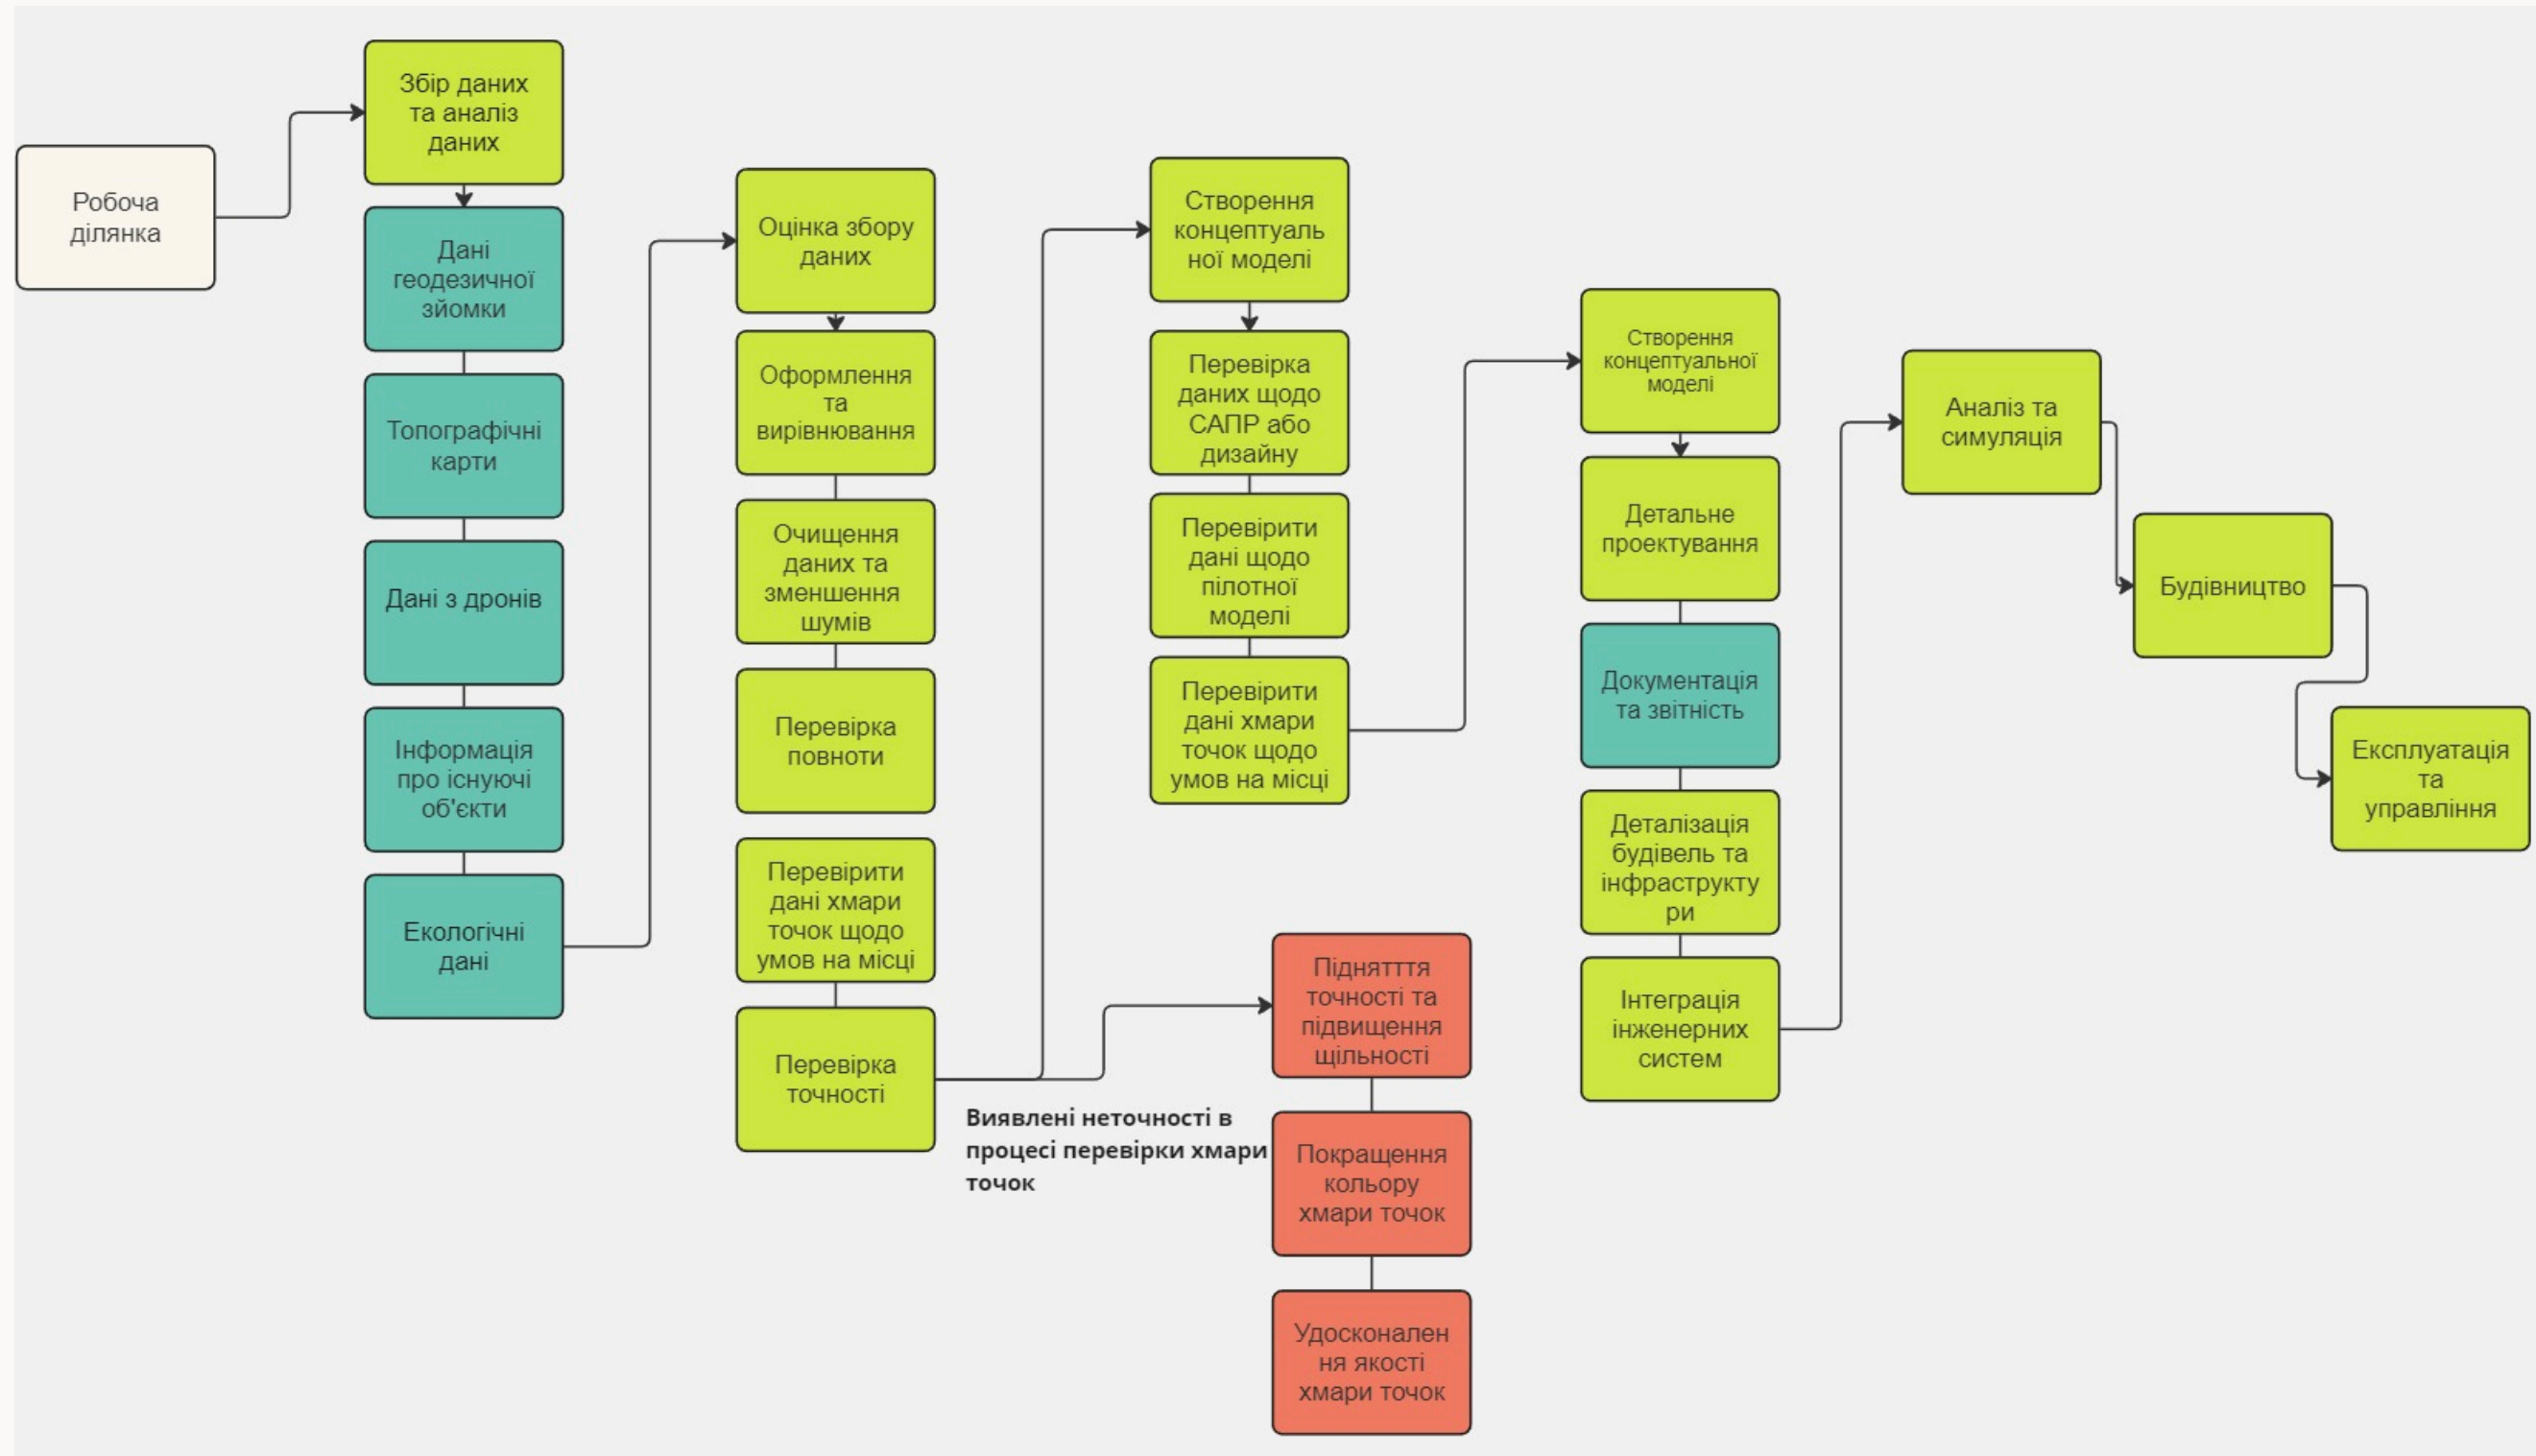 Робоча
ділянка
Збір даних
та аналіз
даних
Дані
геодезичної
зйомки
Топографічні
карти
Дані з дронів
Інформація
про існуючі
об'єкти
Екологічні
дані
Оцінка збору
даних
Оформлення
та
вирівнювання
Очищення
даних та
зменшення
шумів
Перевірка
повноти
Перевірити
дані хмари
точок щодо
умов на місці
Перевірка
точності
Виявлені неточності в
процесі перевірки хмари
точок
Створення
концептуаль
ної моделі
Перевірка
даних щодо
САПР або
дизайну
Перевірити
дані щодо
пілотної
моделі
Перевірити
дані хмари
точок щодо
умов на місці
Піднятття
точності та
підвищення
щільності
Покращення
кольору
хмари точок
Удосконален
ня якості
хмари точок
Створення
концептуальної
моделі
Детальне
проектування
Документація
та звітність
Деталізація
будівель та
інфраструкту
ри
Інтеграція
інженерних
систем
Аналіз та
симуляція
Будівництво
Експлуатація
та
управління